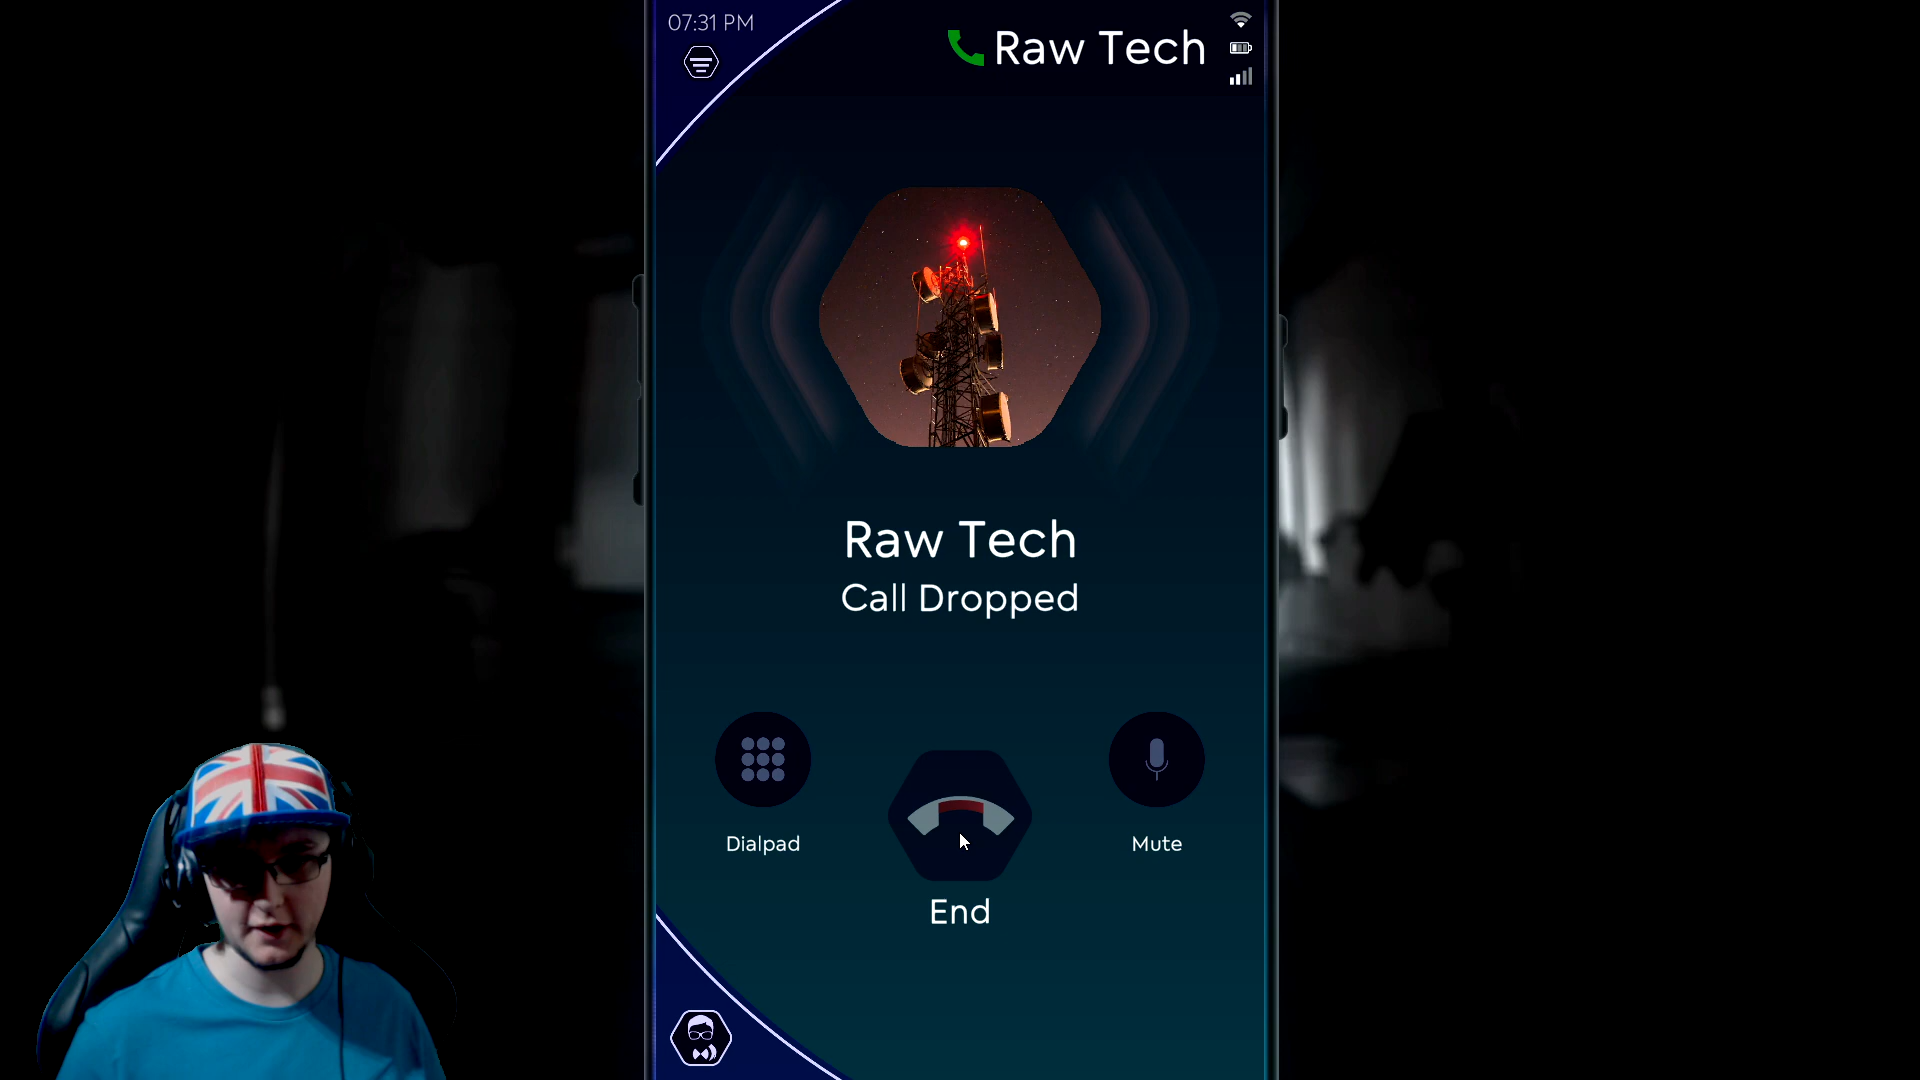 07:31 PM
Raw Tech
Raw Tech
Call Dropped
Dialpad
Mute
End